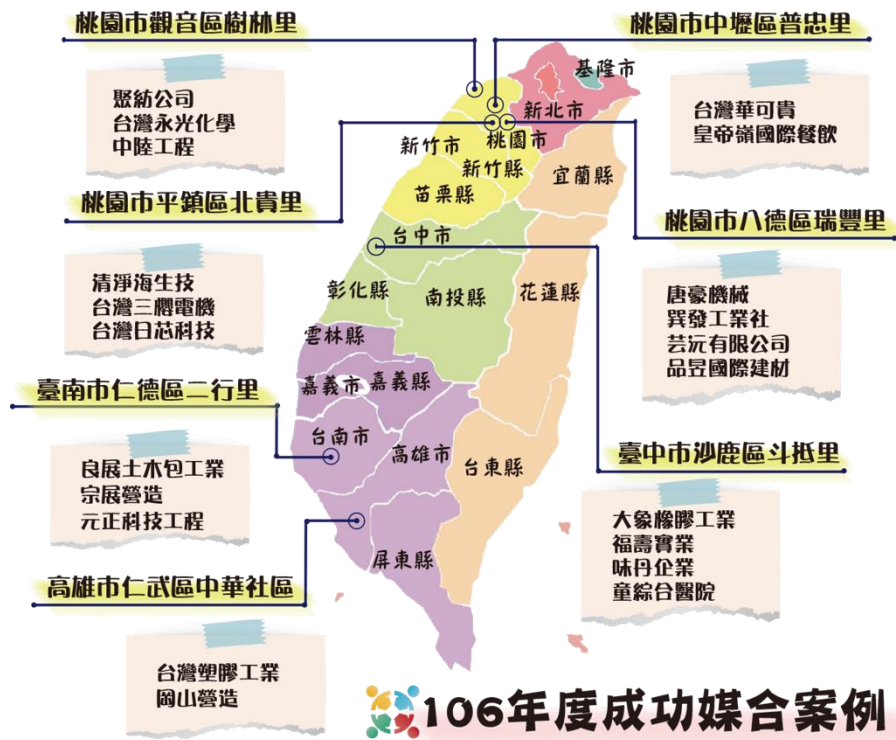 桃園市觀音區樹林里
聚紡公司
台灣永光化學
中陸工程
桃園市中壢區普忠里
台灣華可貴
皇帝嶺國際餐飲
桃園市平鎮區北貴里
清淨海生技
台灣三櫻電機
台灣日芯科技
桃園市八德區瑞豐里
唐豪機械
巽發工業社
芸沅有限公司
品昱國際建材
臺南市仁德區二行里
良展土木包工業
宗展營造
元正科技工程
臺中市沙鹿區斗抵里
大象橡膠工業
福壽實業
味丹企業
童綜合醫院
高雄市仁武區中華社區
台灣塑膠工業
岡山營造
基隆市
新北市
桃園市
新竹市
新竹縣
宜蘭縣
苗栗縣
台中市
彰化縣
南投縣
花蓮縣
雲林縣
嘉義市
嘉義縣
台南市
高雄市
台東縣
屏東縣
106年度成功媒合案例